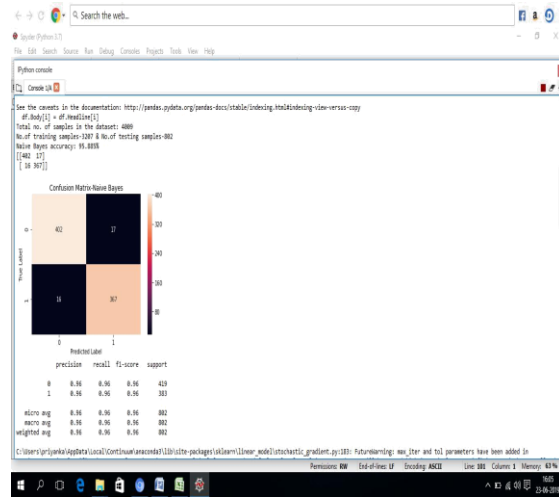 Search the web...
Spyder (Python 3.7)
File Edit Search Source Run Debug Consoles Projects Tools View Help
IPython console
Console 1/A
See the caveats in the documentation: http://pandas.pydata.org/pandas-docs/stable/indexing.html#indexing-view-versus-copy
df.Body[i] = df.Headline[i]
Total no. of samples in the dataset: 4009
No.of training samples-3207 & No.of testing samples-802
Naive Bayes accuracy: 95.885%
[[402 17]
[ 16 367]]
Confusion Matrix-Naive Bayes
402 17
16 367
0
1
True Label
400
320
240
160
80
0 1
Predicted Label
precision recall f1-score support
0 0.96 0.96 0.96 419
1 0.96 0.96 0.96 383
micro avg 0.96 0.96 0.96 802
macro avg 0.96 0.96 0.96 802
weighted avg 0.96 0.96 0.96 802
C:\Users\priyanka\AppData\Local\Continuum\anaconda3\lib\site-packages\sklearn\linear_model\stochastic_gradient.py:183: FutureWarning: max_iter and tol parameters have been added in
Permissions: RW End-of-lines: LF Encoding: ASCII Line: 101 Column: 1 Memory: 63 %
16:05